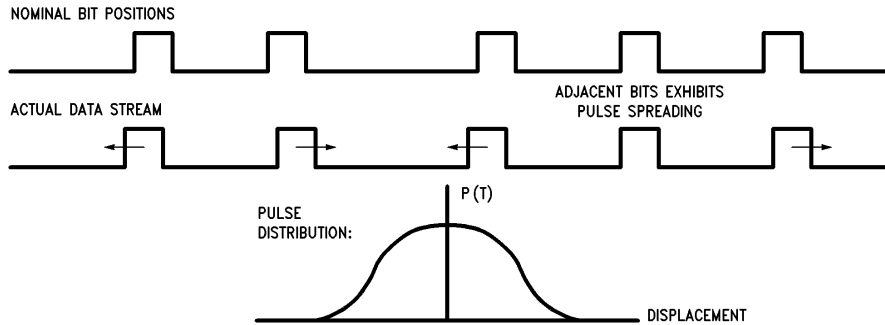 NOMINAL BIT POSITIONS
ACTUAL DATA STREAM
ADJACENT BITS EXHIBITS
PULSE SPREADING
P(T)
PULSE
DISTRIBUTION:
DISPLACEMENT